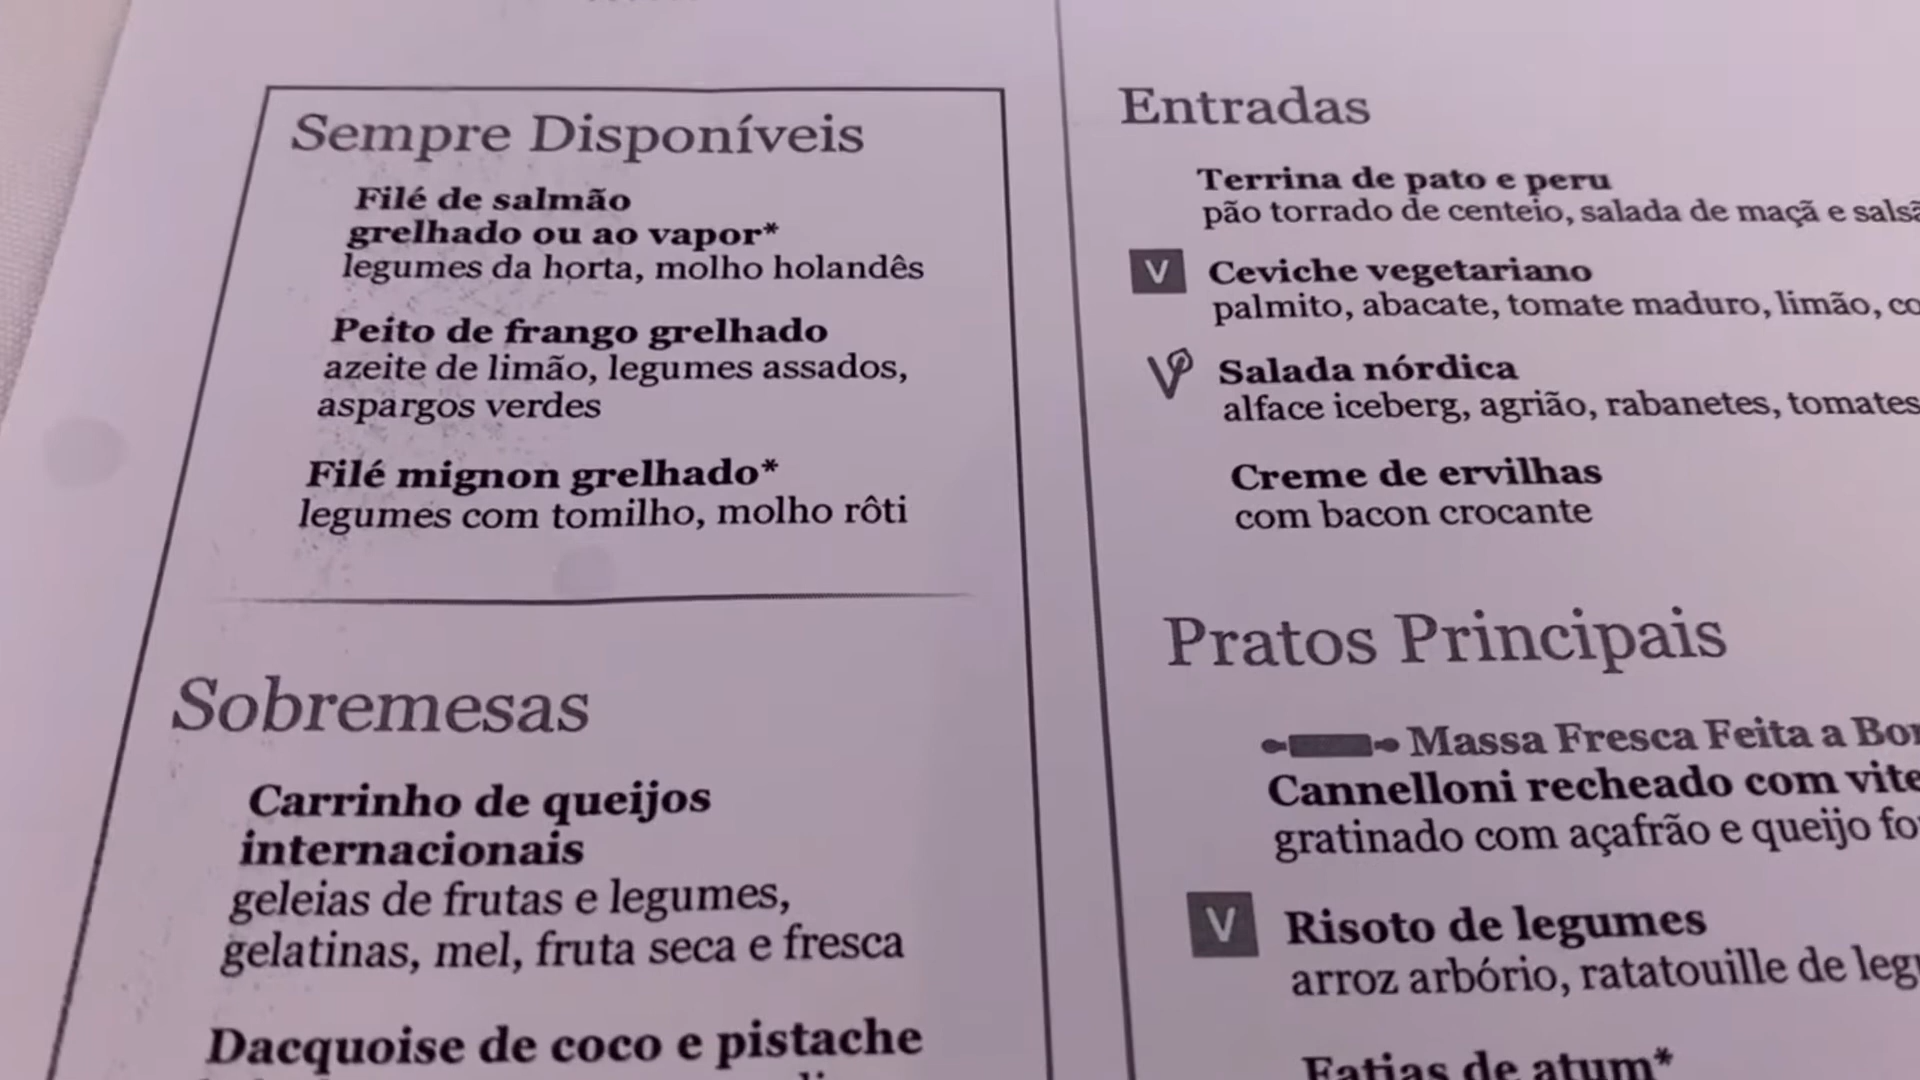 Sempre Disponíveis
Filé de salmão
grelhado ou ao vapor*
legumes da horta, molho holandês
Peito de frango grelhado
azeite de limão, legumes assados,
aspargos verdes
Filé mignon grelhado*
legumes com tomilho, molho rôti
Sobremesas
Carrinho de queijos
internacionais
geleias de frutas e legumes,
gelatinas, mel, fruta seca e fresca
Dacquoise de coco e pistache
Entradas
Terrina de pato e peru
pão torrado de centeio, salada de maçã e
V Ceviche vegetariano
palmito, abacate, tomate maduro, limão,
Salada nórdica
alface iceberg, agrião, rabanetes, tomates
Creme de ervilhas
com bacon crocante
Pratos Principais
Massa Fresca Feita a
Cannelloni recheado com
gratinado com açafrão e queijo
V Risoto de legumes
arroz arbório, ratatouille de
Fatias de atum*